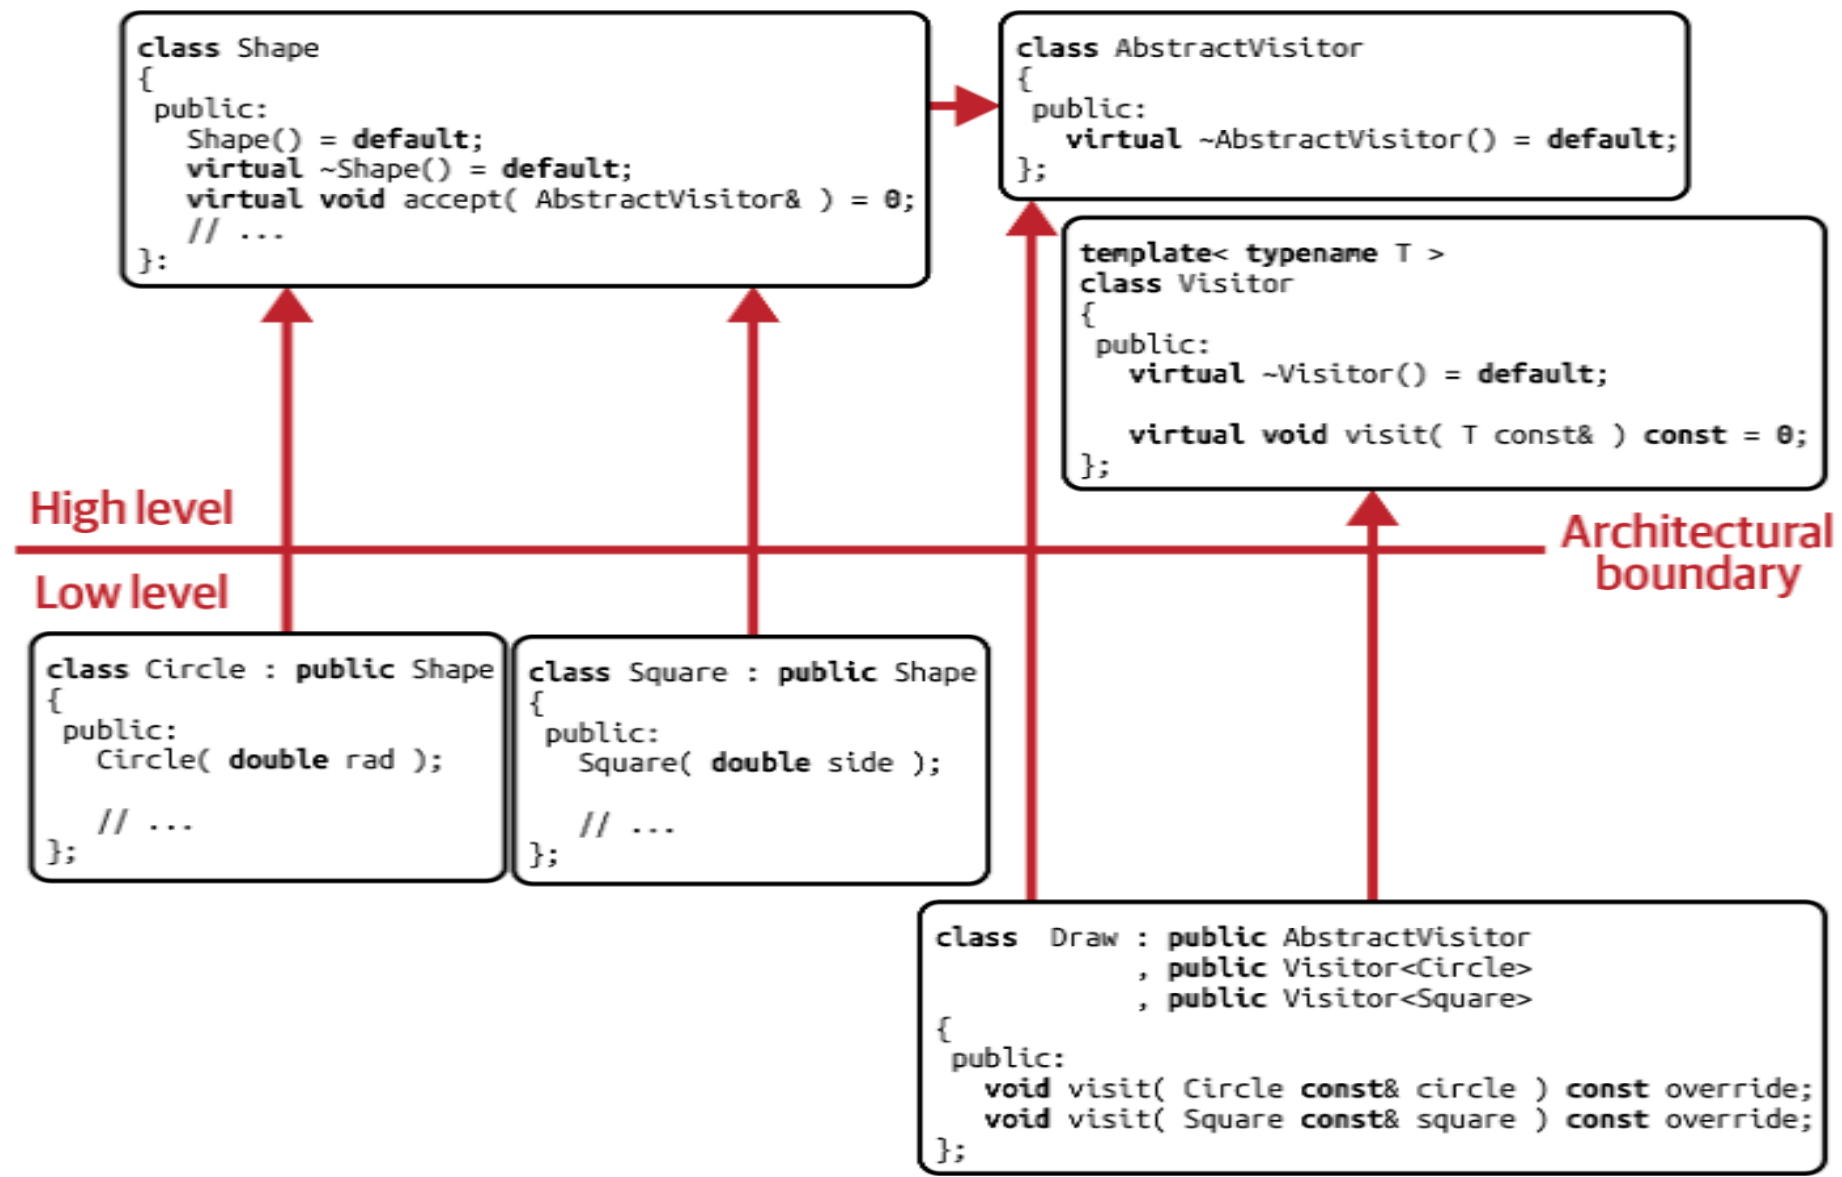 class Shape
{
 public:
   Shape() = default;
   virtual ~Shape() = default;
   virtual void accept( AbstractVisitor& ) = 0;
   // ...
}:
class AbstractVisitor
{
 public:
   virtual ~AbstractVisitor() = default;
};
template< typename T >
class Visitor
{
 public:
   virtual ~Visitor() = default;
   virtual void visit( T const& ) const = 0;
};
High level
Architectural
boundary
Low level
class Circle : public Shape
{
 public:
   Circle( double rad );
   // ...
};
class Square : public Shape
{
 public:
   Square( double side );
   // ...
};
class  Draw : public AbstractVisitor
            , public Visitor<Circle>
            , public Visitor<Square>
{
 public:
   void visit( Circle const& circle ) const override;
   void visit( Square const& square ) const override;
};